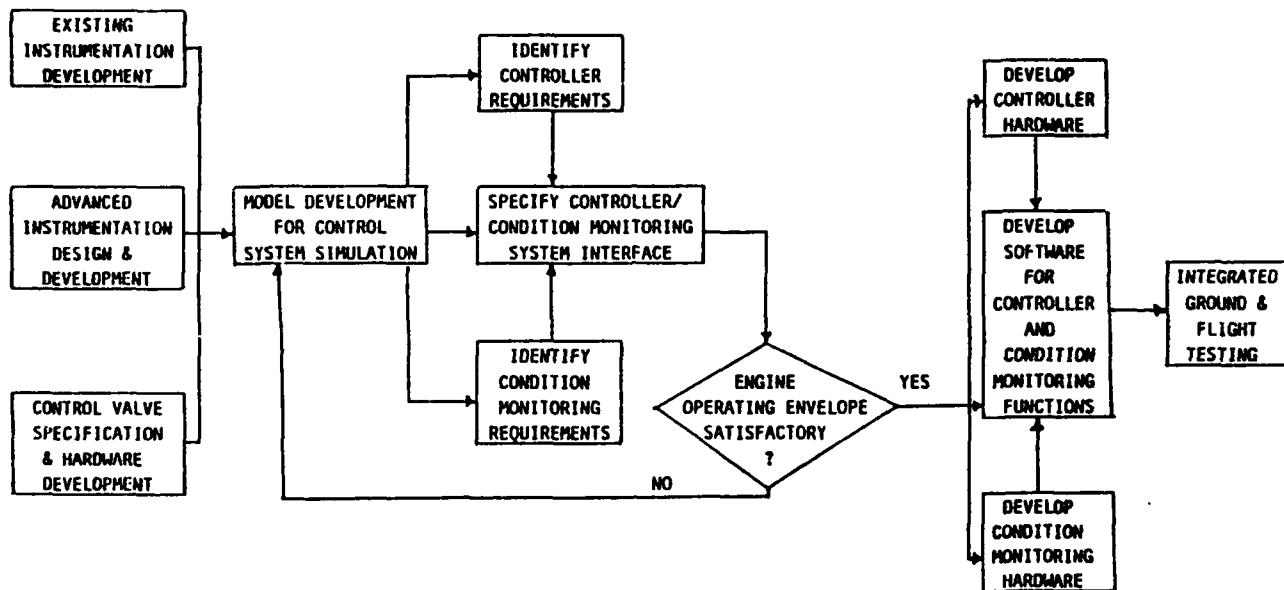 EXISTING
INSTRUMENTATION
DEVELOPMENT
ADVANCED
INSTRUMENTATION
DESIGN &
DEVELOPMENT
CONTROL VALVE
SPECIFICATION
& HARDWARE
DEVELOPMENT
MODEL DEVELOPMENT
FOR CONTROL
SYSTEM SIMULATION
IDENTIFY
CONTROLLER
REQUIREMENTS
SPECIFY CONTROLLER/
CONDITION MONITORING
SYSTEM INTERFACE
IDENTIFY
CONDITION
MONITORING
REQUIREMENTS
ENGINE
OPERATING ENVELOPE
SATISFACTORY
?
YES
NO
DEVELOP
CONTROLLER
HARDWARE
DEVELOP
SOFTWARE
FOR
CONTROLLER
AND
CONDITION
MONITORING
FUNCTIONS
DEVELOP
CONDITION
MONITORING
HARDWARE
INTEGRATED
GROUND &
FLIGHT
TESTING